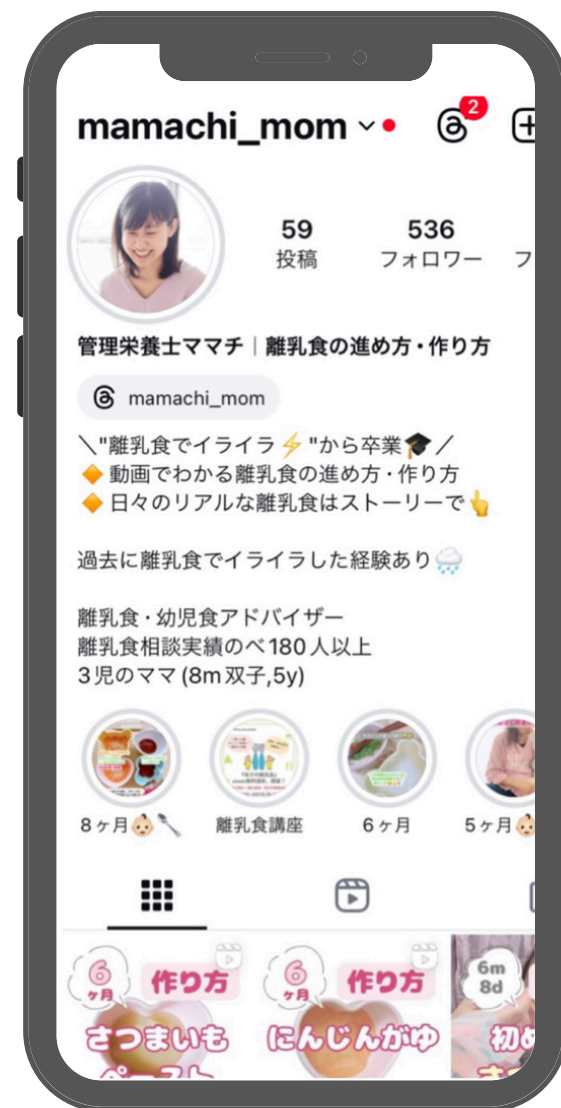 mamachi_mom
2
59
投稿
536
フォロワー
フ
管理栄養士ママチ｜離乳食の進め方・作り方
mamachi_mom
＼"離乳食でイライラ⚡"から卒業🎓／
🔶動画でわかる離乳食の進め方・作り方
🔶日々のリアルな離乳食はストーリーで👆
過去に離乳食でイライラした経験あり🌧️
離乳食・幼児食アドバイザー
離乳食相談実績のべ180人以上
3児のママ(8m双子,5y)
8ヶ月👶🏻🥄
離乳食講座
6ヶ月
5ヶ月👶🏻
6ヶ月
作り方
さつまいも
ペースト
6ヶ月
作り方
にんじんがゆ
6m
8d
初め